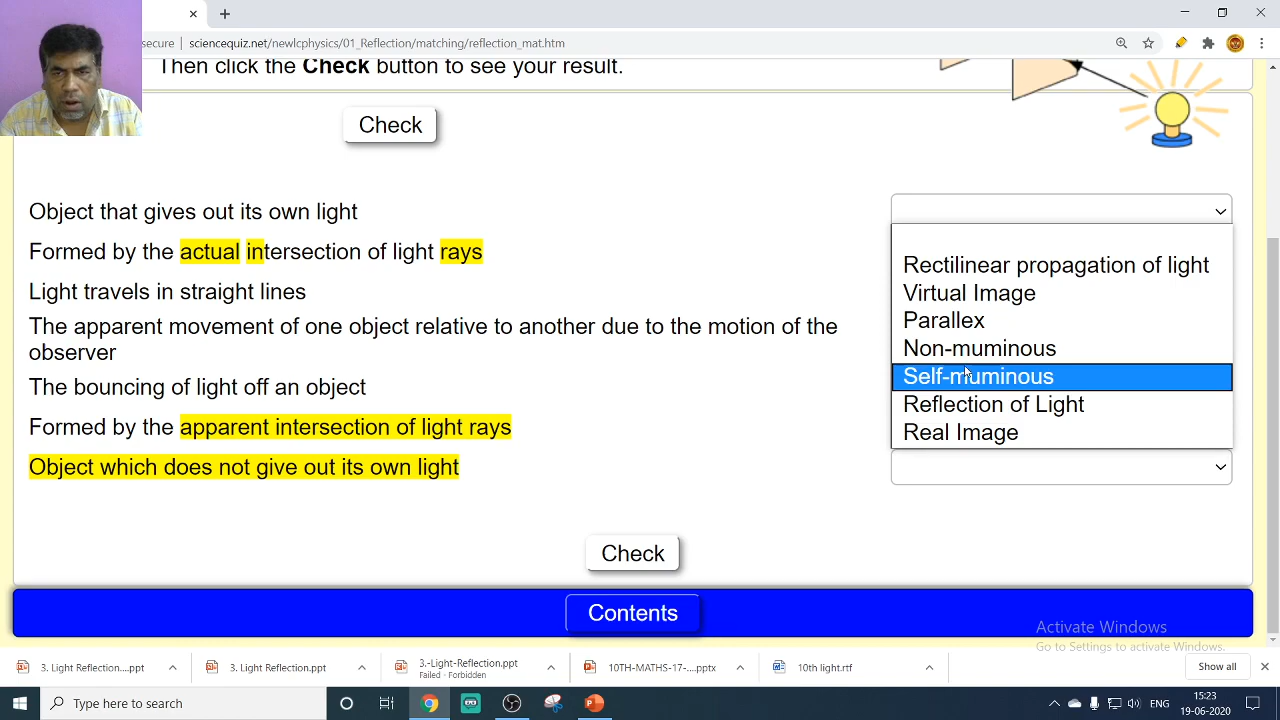 secure | sciencequiz.net/newlcphysics/01_Reflection/matching/reflection_mat.htm
Then click the Check button to see your result.
Check
Object that gives out its own light
Formed by the actual intersection of light rays
Light travels in straight lines
The apparent movement of one object relative to another due to the motion of the
observer
The bouncing of light off an object
Formed by the apparent intersection of light rays
Object which does not give out its own light
Rectilinear propagation of light
Virtual Image
Parallex
Non-muminous
Self-muminous
Reflection of Light
Real Image
Check
Contents
Activate Windows
Go to Settings to activate Windows.
3. Light Reflection....ppt
3. Light Reflection.ppt
3.-Light-Reflection.ppt
Failed - Forbidden
10TH-MATHS-17-....pptx
10th light.rtf
Show all
Type here to search
ENG
15:23
19-06-2020